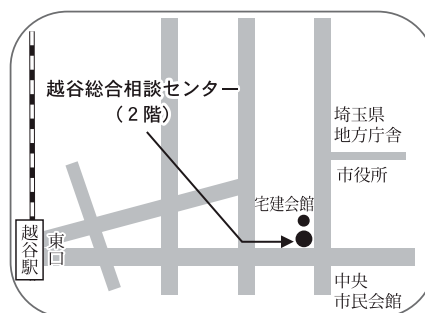 越谷総合相談センター
（２階）
埼玉県
地方庁舎
市役所
宅建会館
越谷駅
東口
中央
市民会館